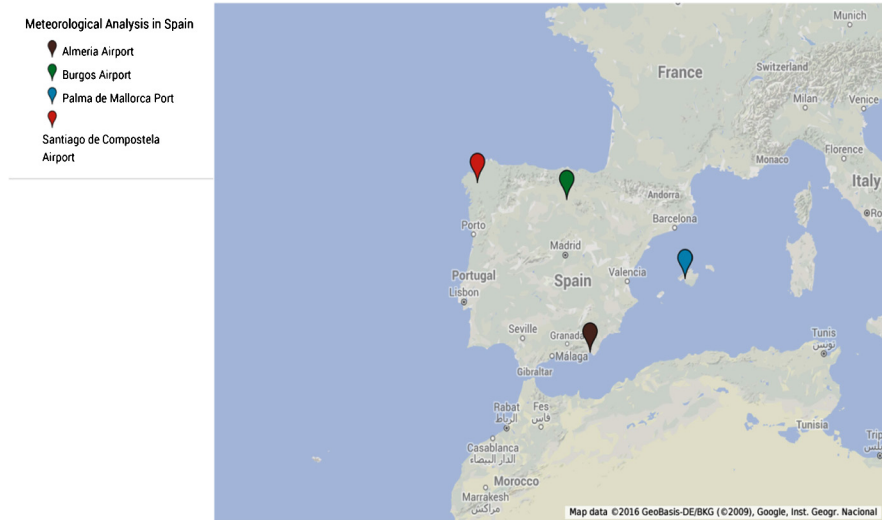 Meteorological Analysis in Spain
Almeria Airport
Burgos Airport
Palma de Mallorca Port
Santiago de Compostela
Airport
Munich
France
Switzerland
Milan
Venice
Florence
Monaco
Italy
Ro
Andorra
Barcelona
Porto
Madrid
Portugal
Spain
Valencia
Lisbon
Seville
Granada
Málaga
Gibraltar
Tunis
تونس
Rabat
الرباط
Fes
فاس
Casablanca
الدار البيضاء
Tunisia
Trip
Morocco
Marrakesh
مراكش
Map data ©2016 GeoBasis-DE/BKG (©2009), Google, Inst. Geogr. Nacional